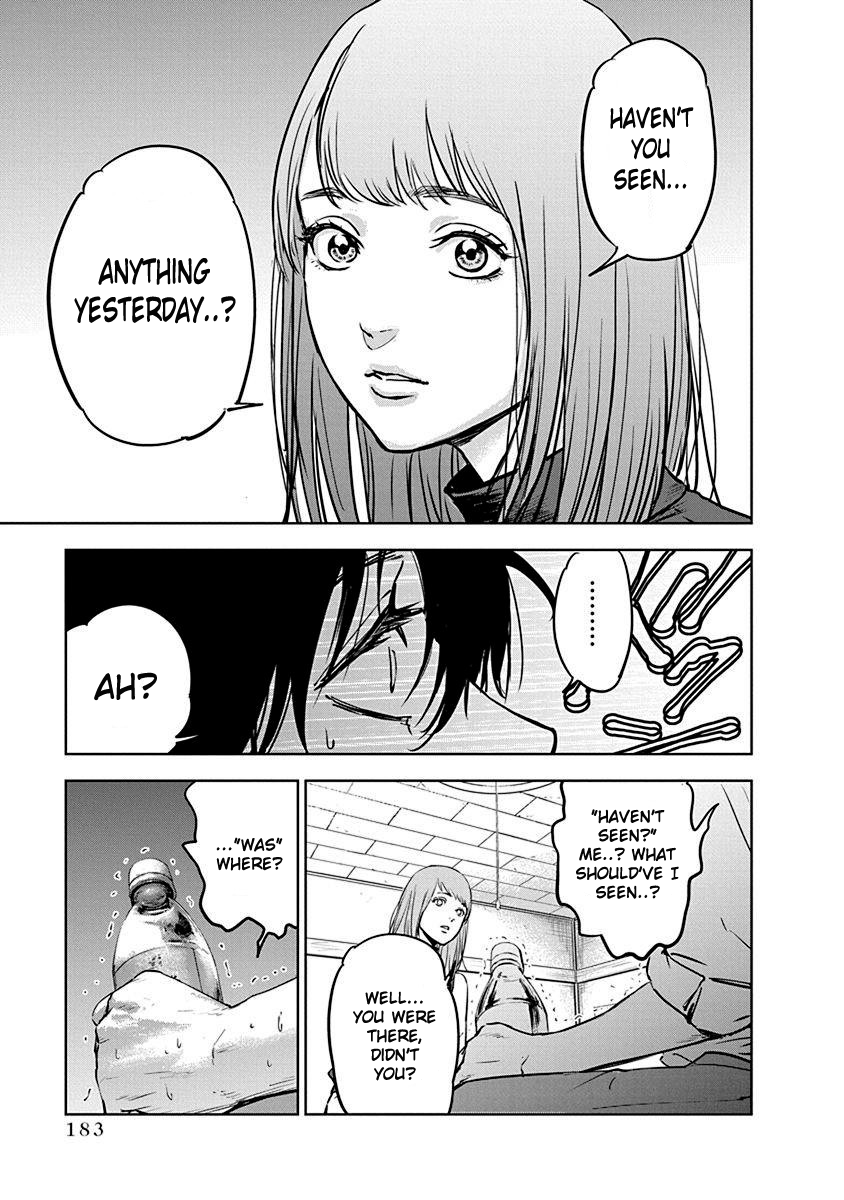 HAVEN'T
YOU
SEEN...
ANYTHING
YESTERDAY..?
.........
AH?
"HAVEN'T
SEEN?"
ME..? WHAT
SHOULD'VE I
SEEN..?
WELL...
YOU WERE
THERE,
DIDN'T
YOU?
..."WAS"
WHERE?
183